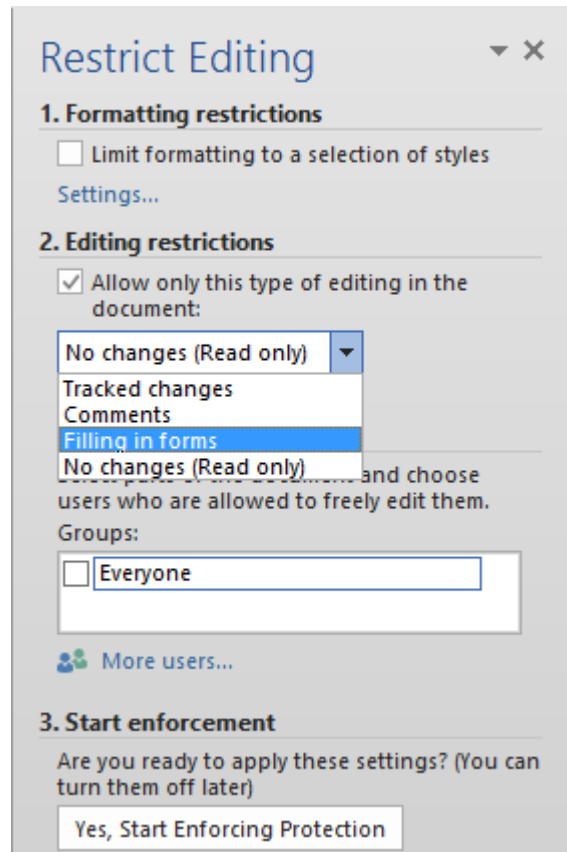 Restrict Editing
1. Formatting restrictions
Limit formatting to a selection of styles
Settings...
2. Editing restrictions
Allow only this type of editing in the
document:
No changes (Read only)
Tracked changes
Comments
Filling in forms
No changes (Read only)
and choose
users who are allowed to freely edit them.
Groups:
Everyone
More users...
3. Start enforcement
Are you ready to apply these settings? (You can
turn them off later)
Yes, Start Enforcing Protection